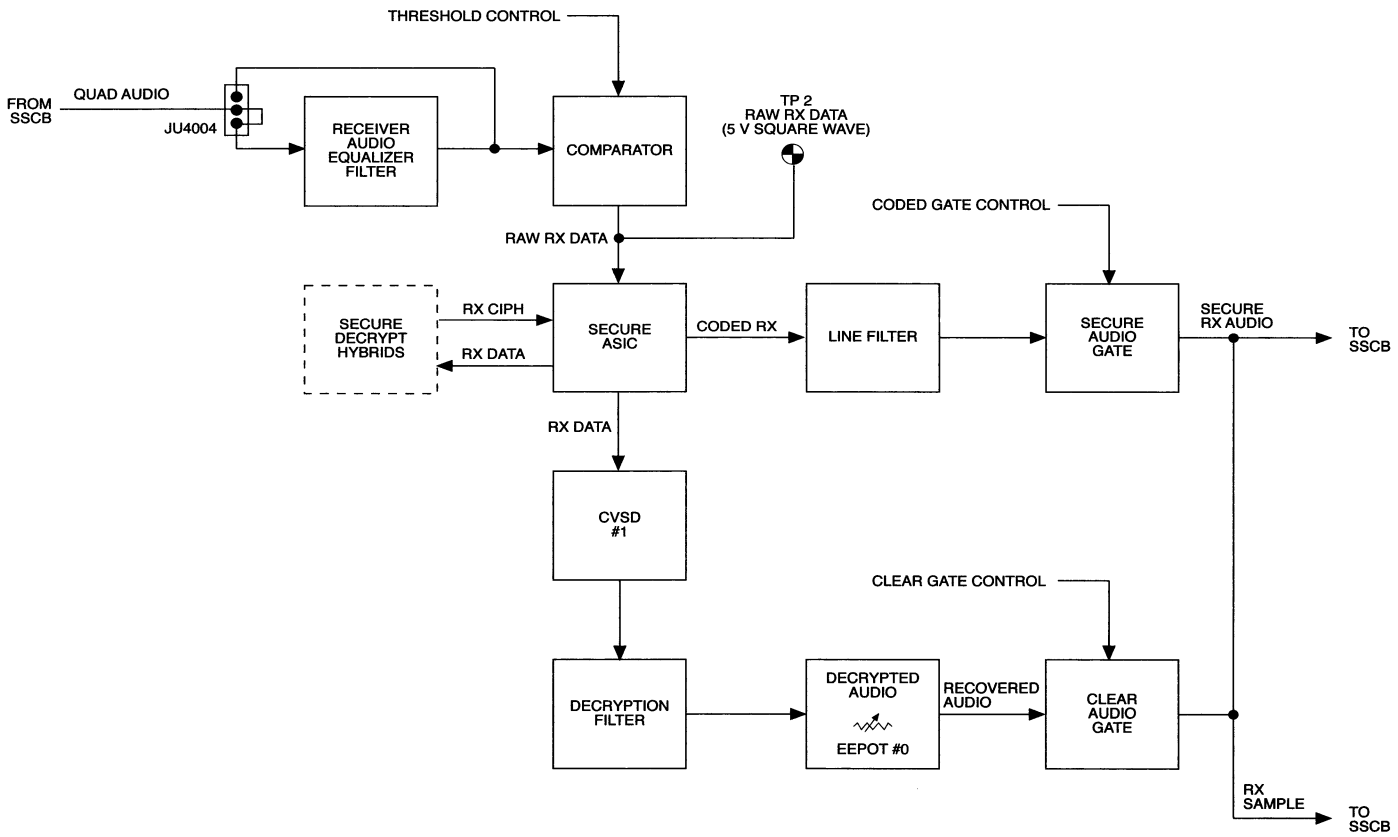 THRESHOLD CONTROL
FROM
SSCB
QUAD AUDIO
JU4004
RECEIVER
AUDIO
EQUALIZER
FILTER
COMPARATOR
TP 2
RAW RX DATA
(5 V SQUARE WAVE)
RAW RX DATA
CODED GATE CONTROL
SECURE
DECRYPT
HYBRIDS
RX CIPH
RX DATA
SECURE
ASIC
CODED RX
LINE FILTER
SECURE
AUDIO
GATE
SECURE
RX AUDIO
TO
SSCB
RX DATA
CVSD
#1
CLEAR GATE CONTROL
DECRYPTION
FILTER
DECRYPTED
AUDIO
EEPOT #0
RECOVERED
AUDIO
CLEAR
AUDIO
GATE
RX
SAMPLE
TO
SSCB